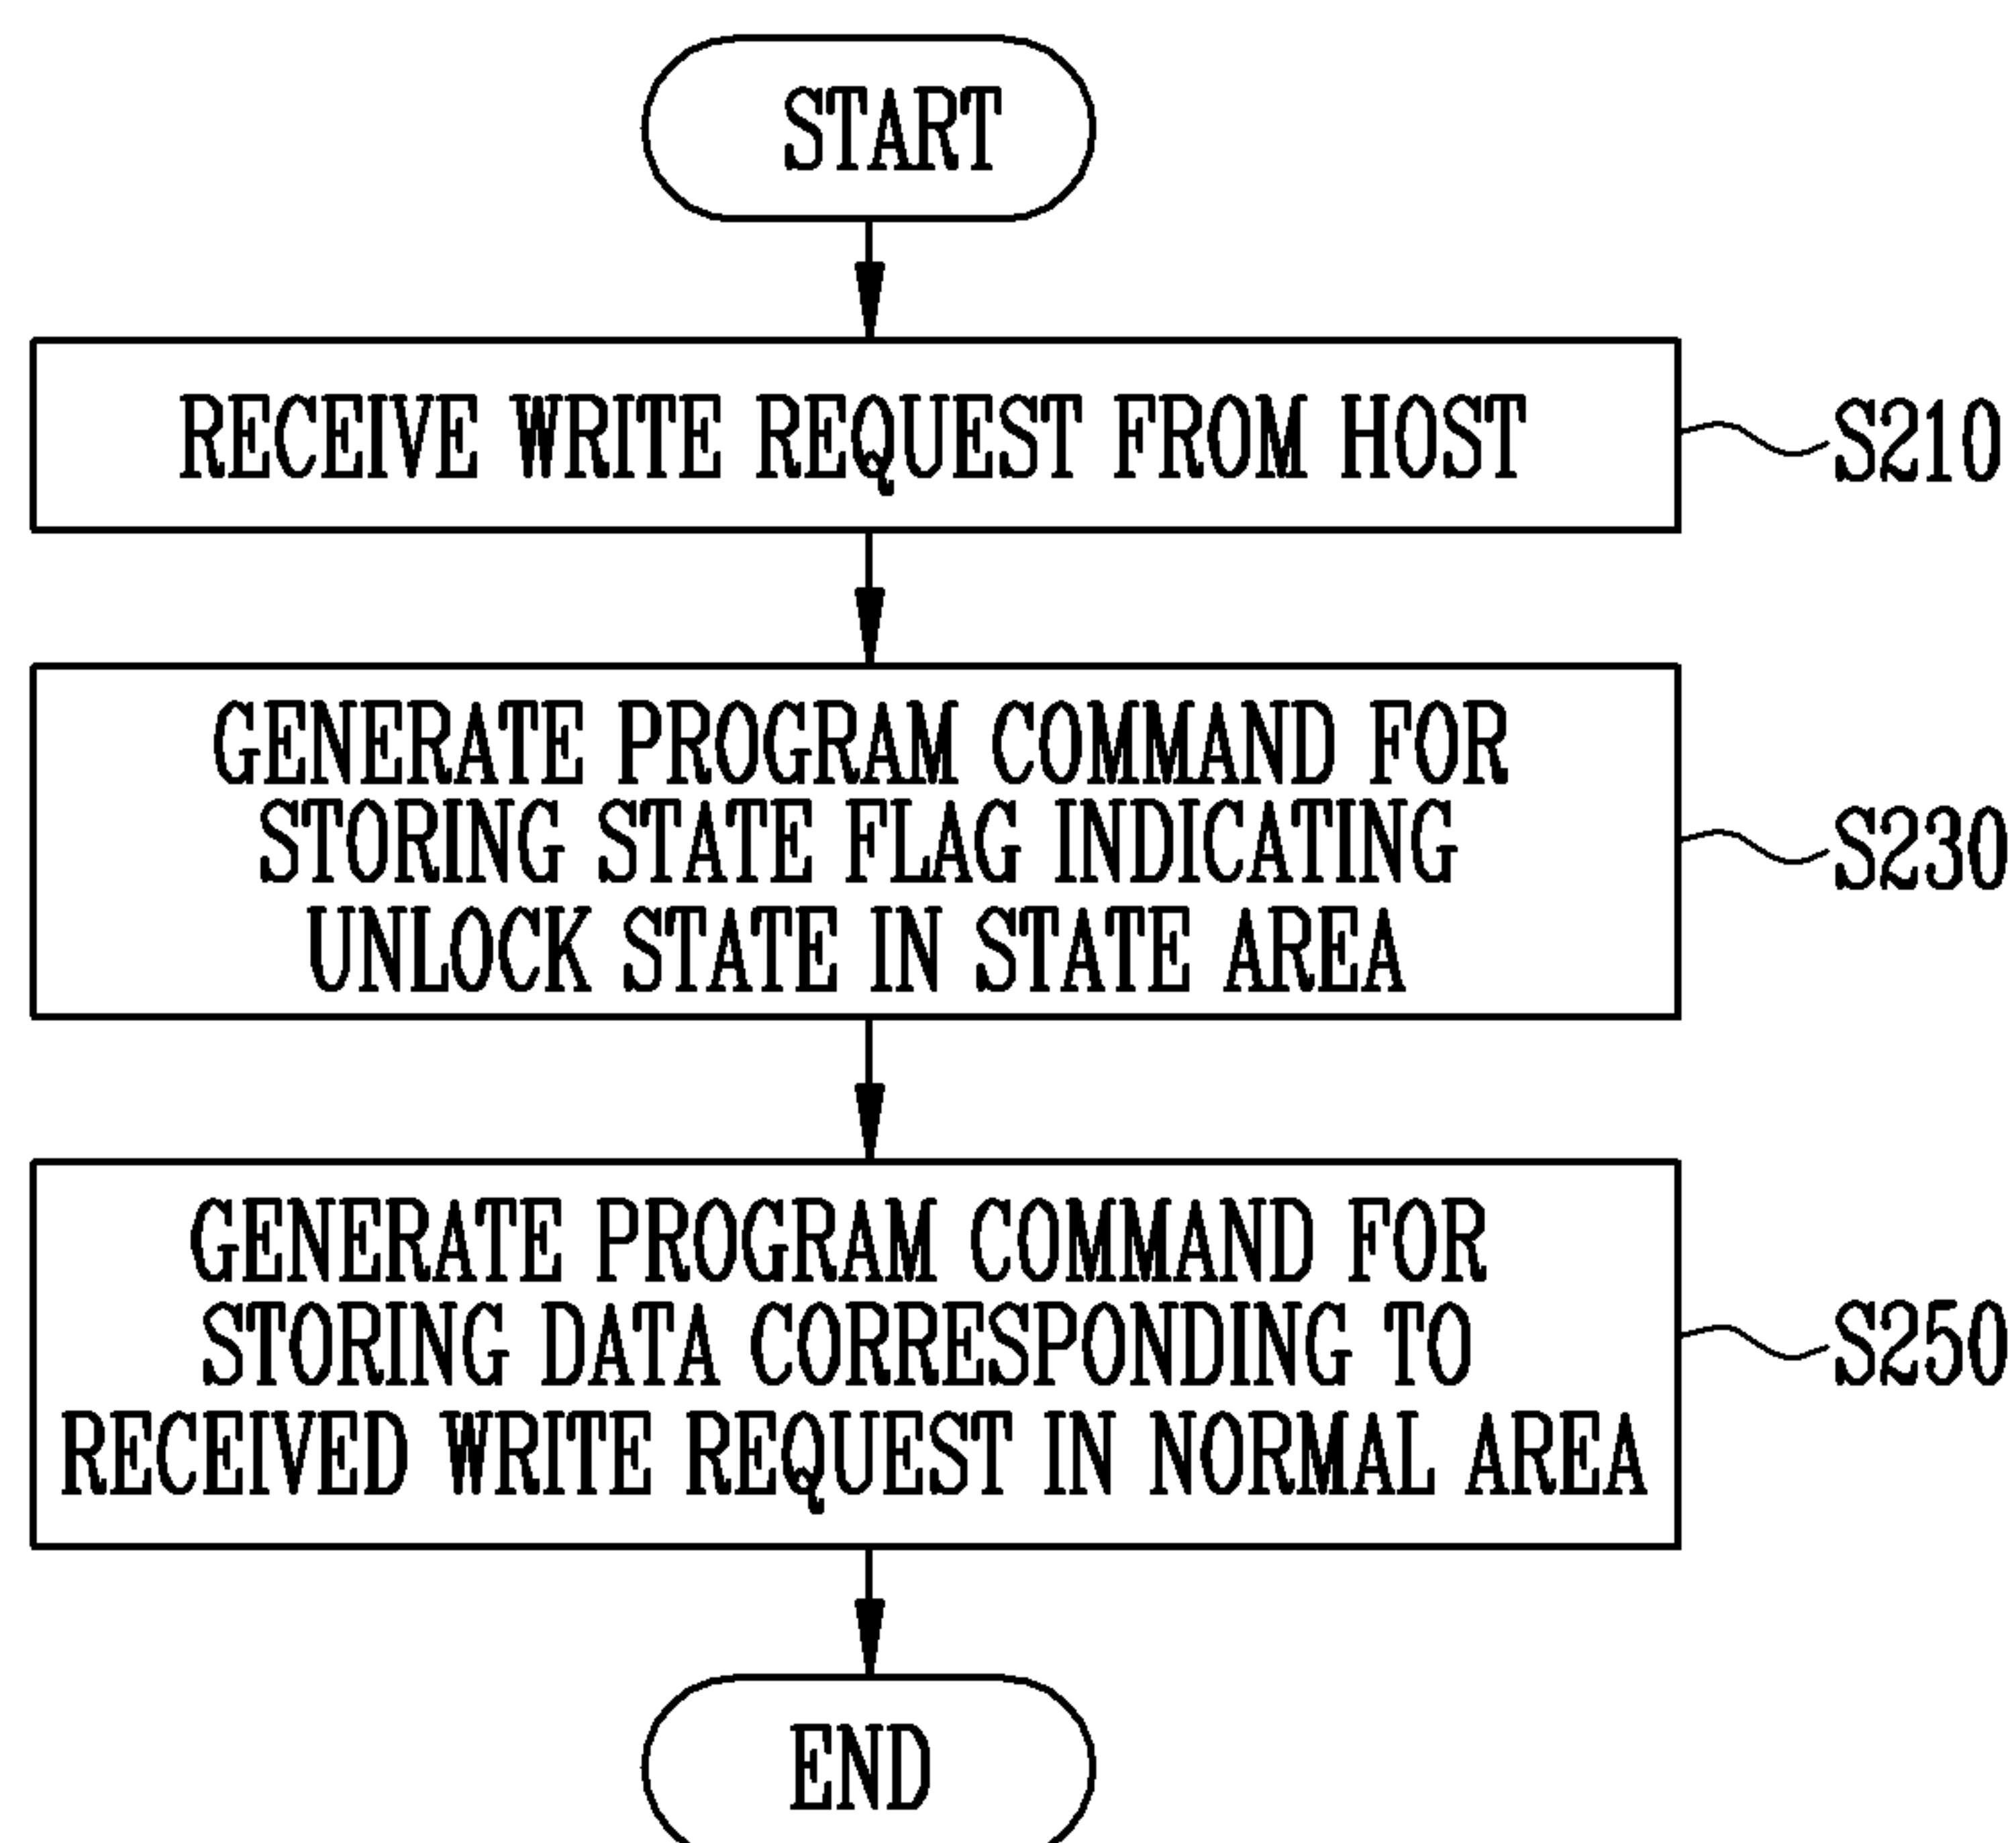 START
RECEIVE WRITE REQUEST FROM HOST
S210
GENERATE PROGRAM COMMAND FOR
STORING STATE FLAG INDICATING
UNLOCK STATE IN STATE AREA
S230
GENERATE PROGRAM COMMAND FOR
STORING DATA CORRESPONDING TO
RECEIVED WRITE REQUEST IN NORMAL AREA
S250
END